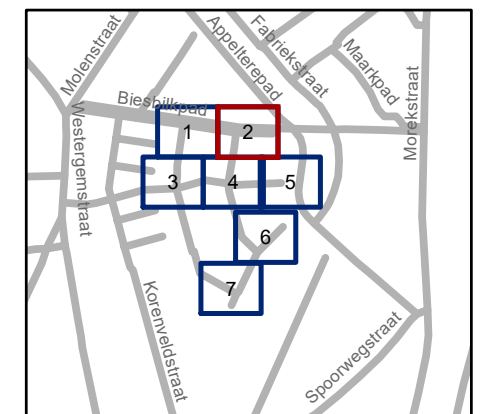 Molenstraat
Appelterepad
Fabriekstraat
Maarkpad
Morekstraat
Biesbilkpad
Westergemstraat
1
2
3
4
5
6
7
Korenveldstraat
Spoorwegstraat